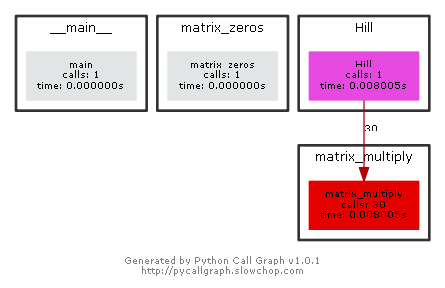 __main__
main
calls: 1
time: 0.000000s
matrix_zeros
matrix_zeros
calls: 1
time: 0.000000s
Hill
Hill
calls: 1
time: 0.008005s
30
matrix_multiply
matrix_multiply
calls: 30
time: 0.008005s
Generated by Python Call Graph v1.0.1
http://pycallgraph.slowchop.com